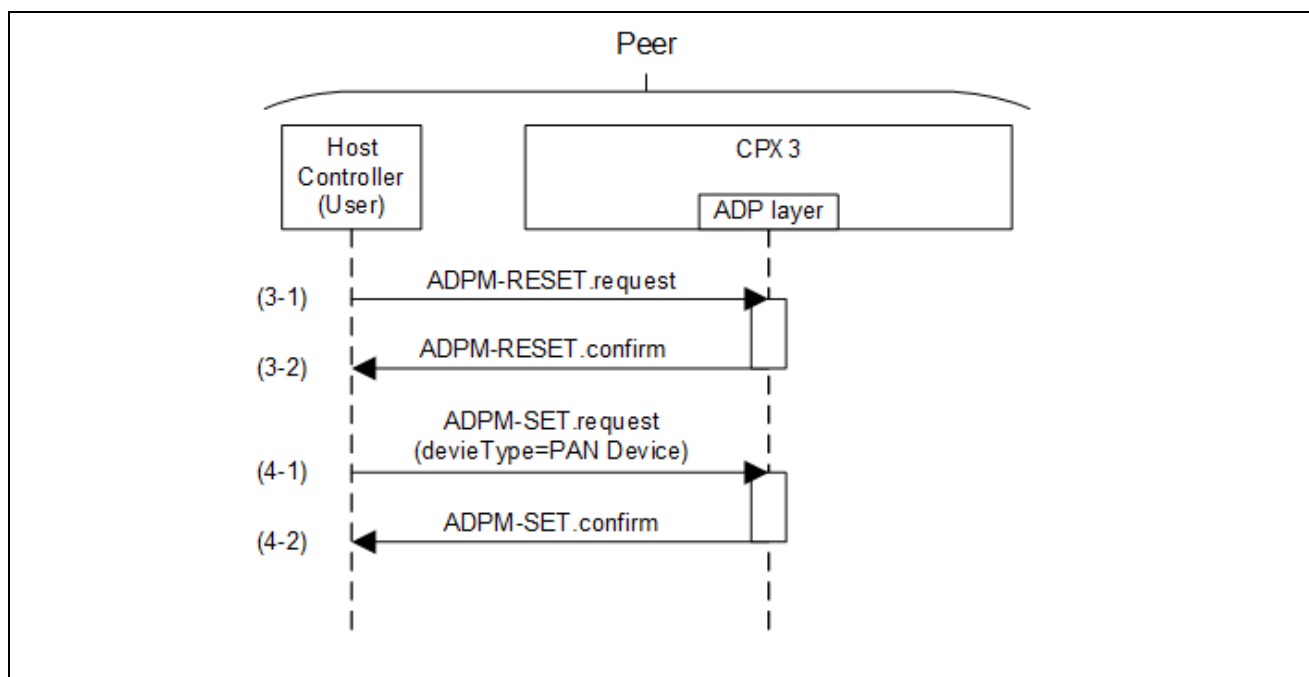 Peer
Host
Controller
(User)
CPX 3
ADP layer
(3-1)
ADPM-RESET.request
(3-2)
ADPM-RESET.confirm
ADPM-SET.request
(devieType=PAN Device)
(4-1)
ADPM-SET.confirm
(4-2)